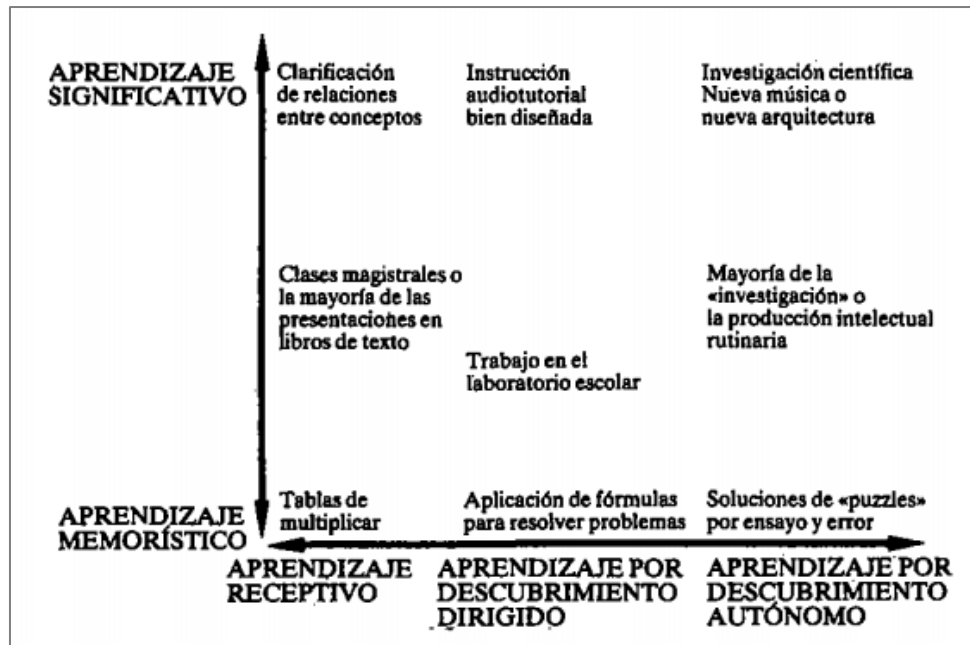 APRENDIZAJE
SIGNIFICATIVO
Clarificación
de relaciones
entre conceptos
Instrucción
audiotutorial
bien diseñada
Investigación científica
Nueva música o
nueva arquitectura
Clases magistrales o
la mayoría de las
presentaciones en
libros de texto
Trabajo en el
laboratorio escolar
Mayoría de la
«investigación» o
la producción intelectual
rutinaria
APRENDIZAJE
MEMORÍSTICO
Tablas de
multiplicar
Aplicación de fórmulas
para resolver problemas
Soluciones de «puzzles»
por ensayo y error
APRENDIZAJE
RECEPTIVO
APRENDIZAJE POR
DESCUBRIMIENTO
DIRIGIDO
APRENDIZAJE POR
DESCUBRIMIENTO
AUTÓNOMO